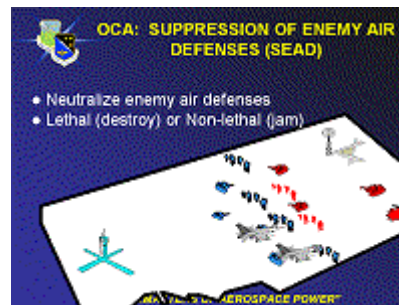 OCA: SUPPRESSION OF ENEMY AIR
DEFENSES (SEAD)
● Neutralize enemy air defenses
● Lethal (destroy) or Non-lethal (jam)
OF AEROSPACE POWER"